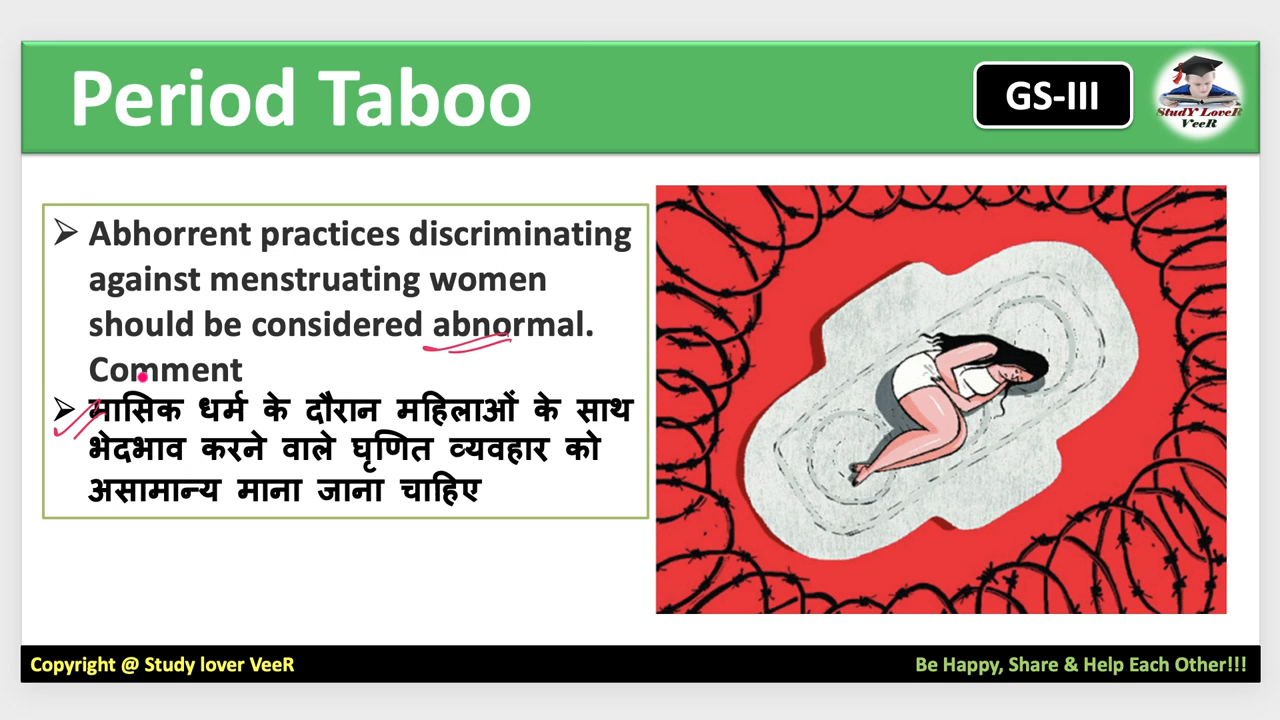 Period Taboo
GS-III
StudY LoveR
VeeR
➢ Abhorrent practices discriminating
against menstruating women
should be considered abnormal.
Comment
➢ मासिक धर्म के दौरान महिलाओं के साथ
भेदभाव करने वाले घृणित व्यवहार को
असामान्य माना जाना चाहिए
Copyright @ Study lover VeeR
Be Happy, Share & Help Each Other!!!